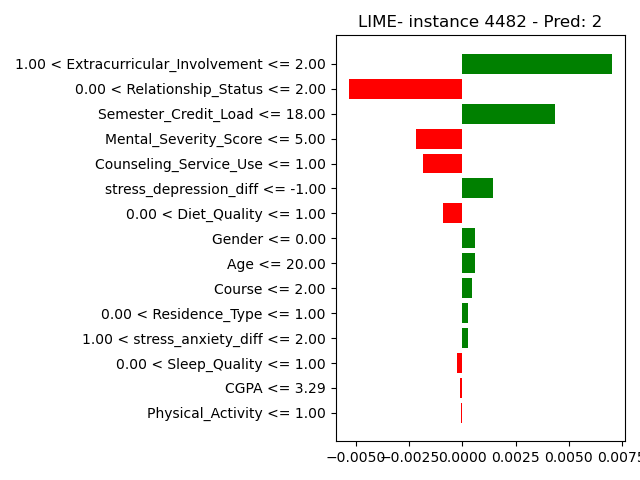 LIME- instance 4482 - Pred: 2
1.00 < Extracurricular_Involvement <= 2.00
0.00 < Relationship_Status <= 2.00
Semester_Credit_Load <= 18.00
Mental_Severity_Score <= 5.00
Counseling_Service_Use <= 1.00
stress_depression_diff <= -1.00
0.00 < Diet_Quality <= 1.00
Gender <= 0.00
Age <= 20.00
Course <= 2.00
0.00 < Residence_Type <= 1.00
1.00 < stress_anxiety_diff <= 2.00
0.00 < Sleep_Quality <= 1.00
CGPA <= 3.29
Physical_Activity <= 1.00
−0.0050 −0.0025 0.0000 0.0025 0.0050 0.0075